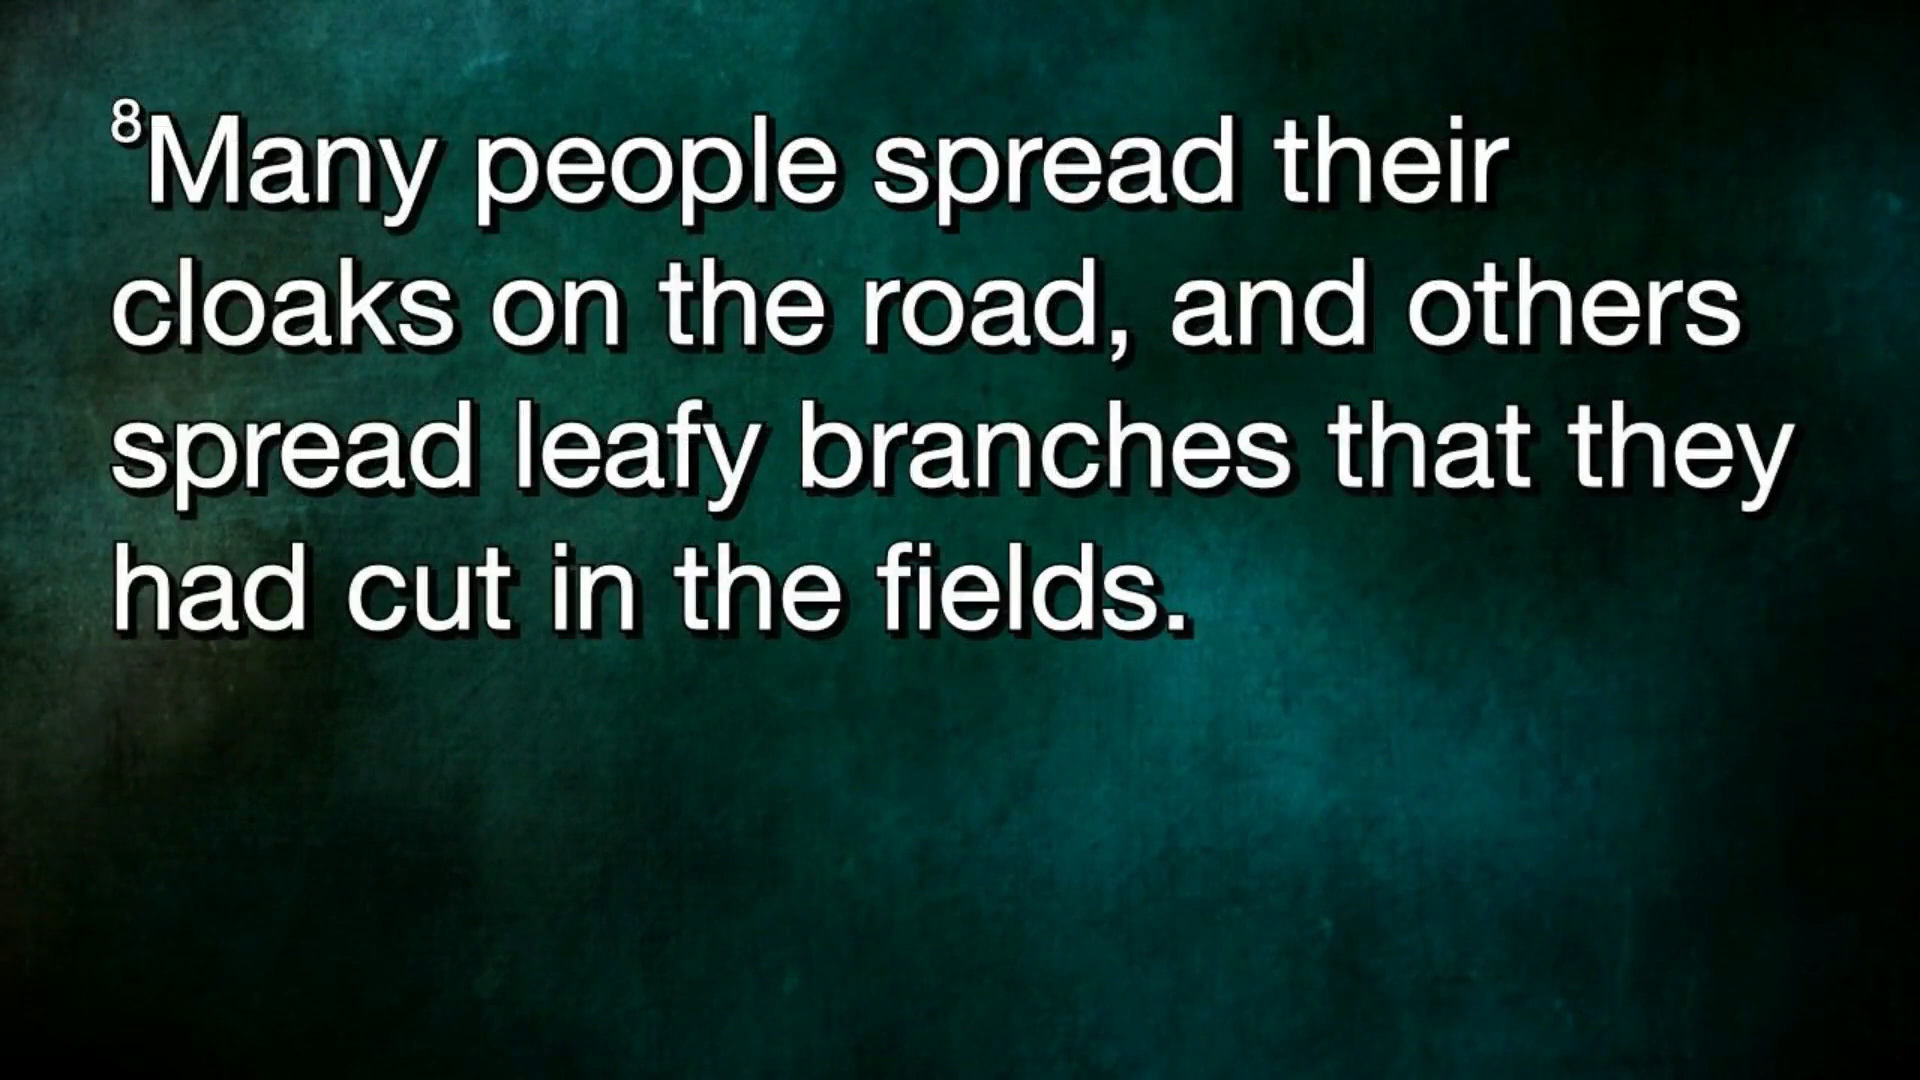 ⁸Many people spread their
cloaks on the road, and others
spread leafy branches that they
had cut in the fields.